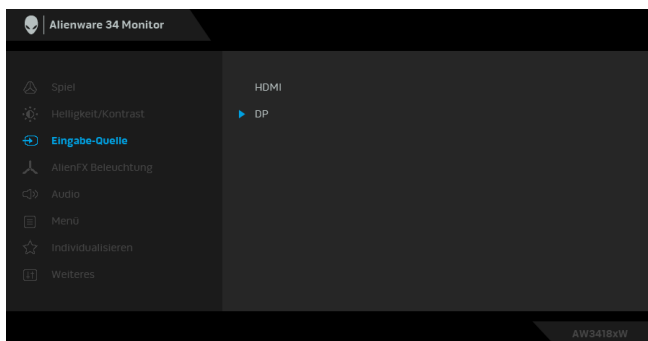 Alienware 34 Monitor
Spiel
Helligkeit/Kontrast
Eingabe-Quelle
AlienFX Beleuchtung
Audio
Menü
Individualisieren
Weiteres
HDMI
DP
AW3418xW